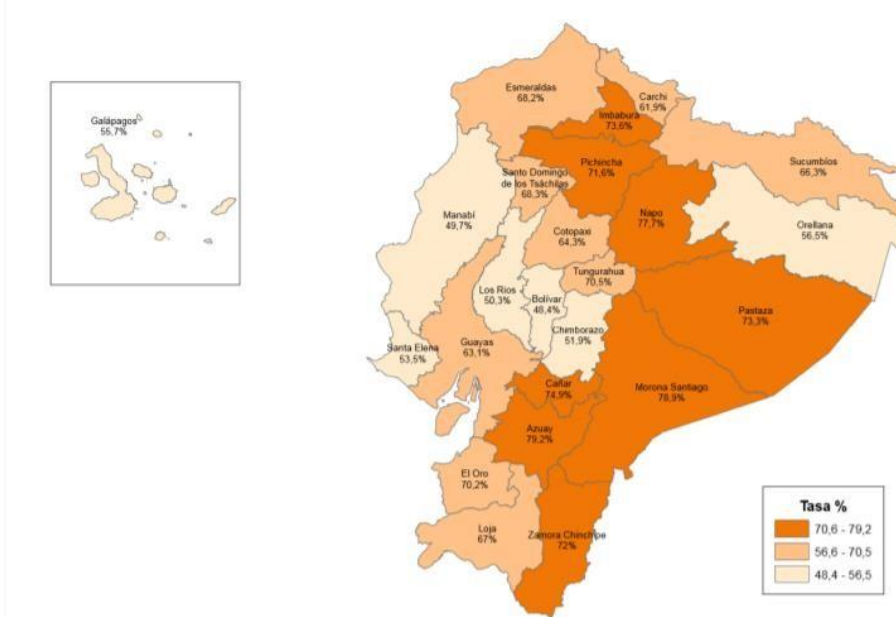 Galápagos
55,7%
Esmeraldas
68,2%
Carchi
61,9%
Imbabura
73,6%
Pichincha
71,6%
Sucumbíos
66,3%
Santo Domingo
de los Tsáchilas
68,3%
Napo
77,7%
Manabí
49,7%
Orellana
56,5%
Cotopaxi
64,3%
Tungurahua
70,5%
Los Rios
50,3%
Bolívar
48,4%
Pastaza
73,3%
Chimborazo
51,9%
Guayas
63,1%
Santa Elena
53,5%
Cañar
74,9%
Morona Santiago
78,9%
Azuay
79,2%
El Oro
70,2%
Loja
67%
Zamora Chinchipe
72%
Tasa %
70,6 - 79,2
56,6 - 70,5
48,4 - 56,5